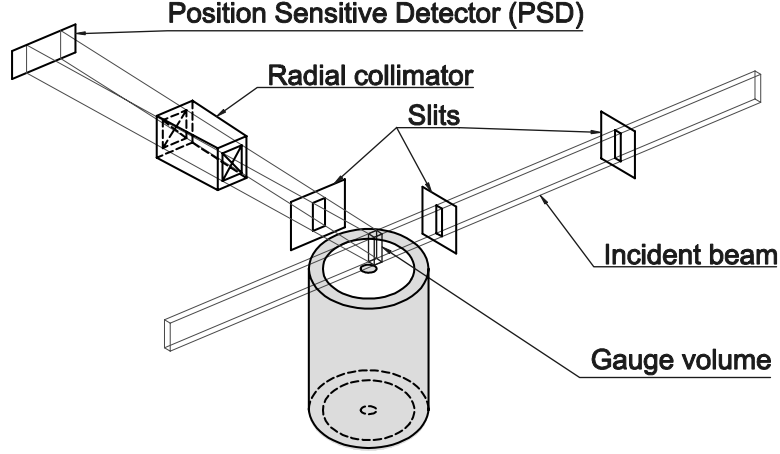 Position Sensitive Detector (PSD)
Radial collimator
Slits
Incident beam
Gauge volume